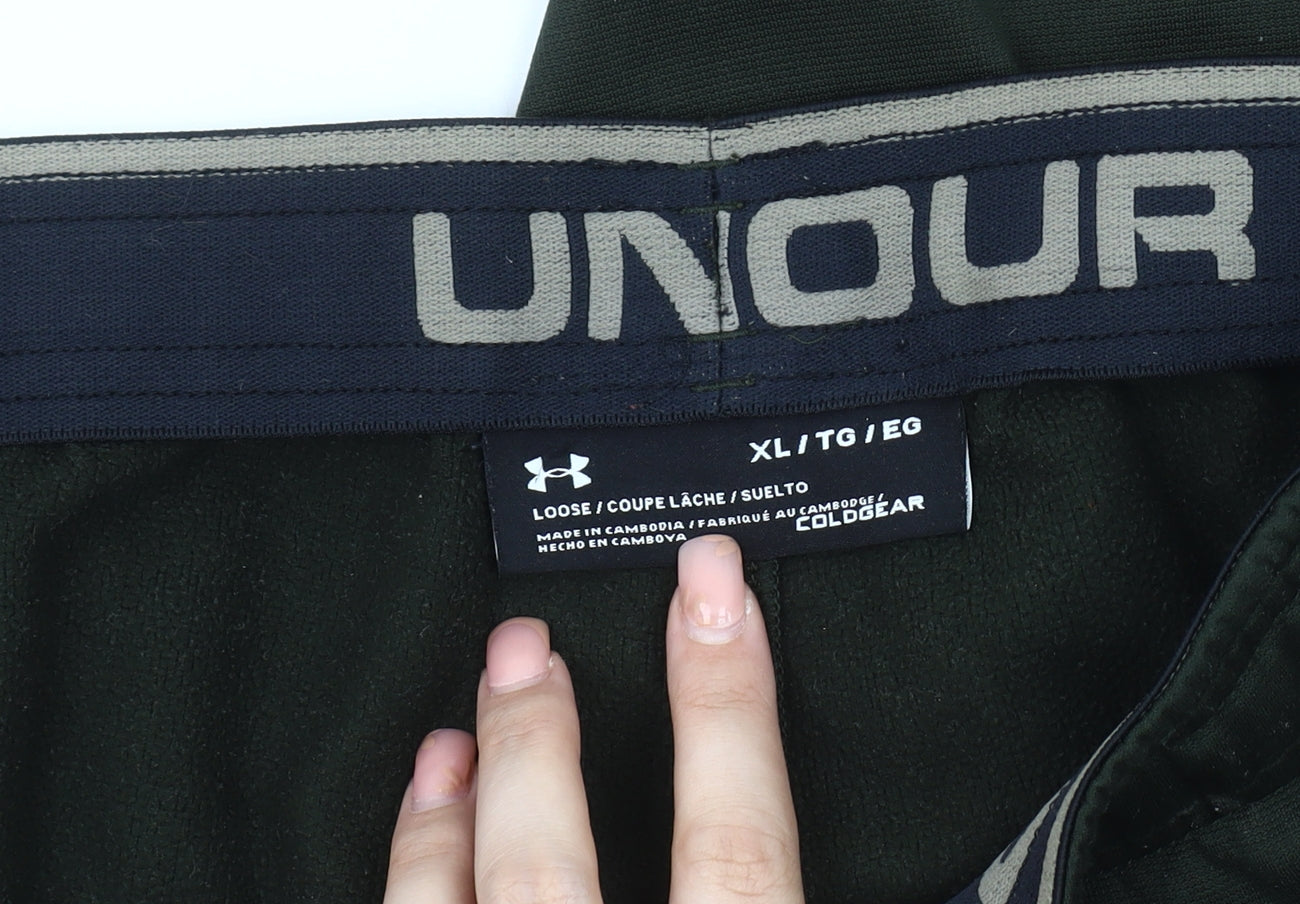 UNOUR
XL / TG / EG
LOOSE / COUPE LÂCHE / SUELTO
MADE IN CAMBODIA / FABRIQUÉ AU CAMBODGE /
HECHO EN CAMBOYA
COLDGEAR